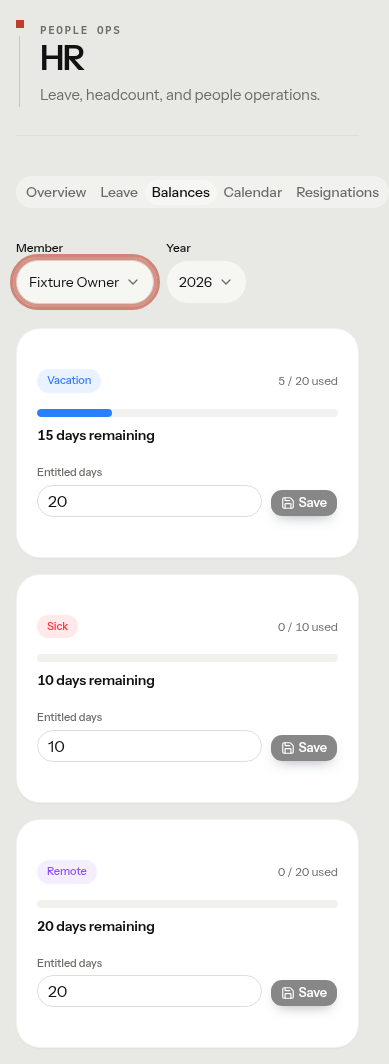 PEOPLE OPS
HR
Leave, headcount, and people operations.
Overview Leave Balances Calendar Resignations
Member Year
Fixture Owner 2026
Vacation 5 / 20 used
15 days remaining
Entitled days
20 Save
Sick 0 / 10 used
10 days remaining
Entitled days
10 Save
Remote 0 / 20 used
20 days remaining
Entitled days
20 Save